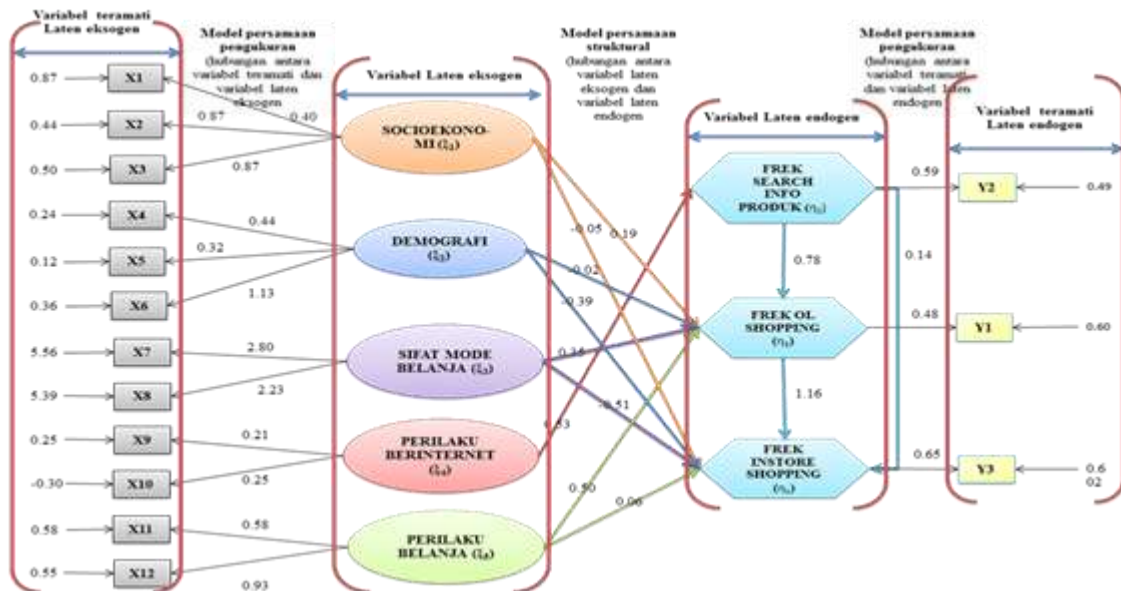 Variabel teramati
Laten eksogen
Model persamaan
pengukuran
(hubungan antara
variabel teramati dan
variabel laten
eksogen
Variabel Laten eksogen
Model persamaan
struktural
(hubungan antara
variabel laten
eksogen dan
variabel laten
endogen
Variabel Laten endogen
Model persamaan
pengukuran
(hubungan antara
variabel teramati
dan variabel laten
endogen
Variabel teramati
Laten endogen
0.87
X1
0.44
X2
0.50
X3
0.24
X4
0.12
X5
0.36
X6
5.56
X7
5.39
X8
0.25
X9
-0.30
X10
0.58
X11
0.55
X12
0.40
0.87
0.87
0.44
0.32
1.13
2.80
2.23
0.21
0.25
0.58
0.93
SOCIOEKONO-
MI
DEMOGRAFI
SIFAT MODE
BELANJA
PERILAKU
BERINTERNET
PERILAKU
BELANJA
-0.05
0.19
-0.02
-0.39
-0.51
0.50
0.06
FREK
SEARCH
INFO
PRODUK
0.78
FREK OL
SHOPPING
1.16
FREK
INSTORE
SHOPPING
0.59
0.14
0.48
0.65
Y2
0.49
Y1
0.60
Y3
0.6
02